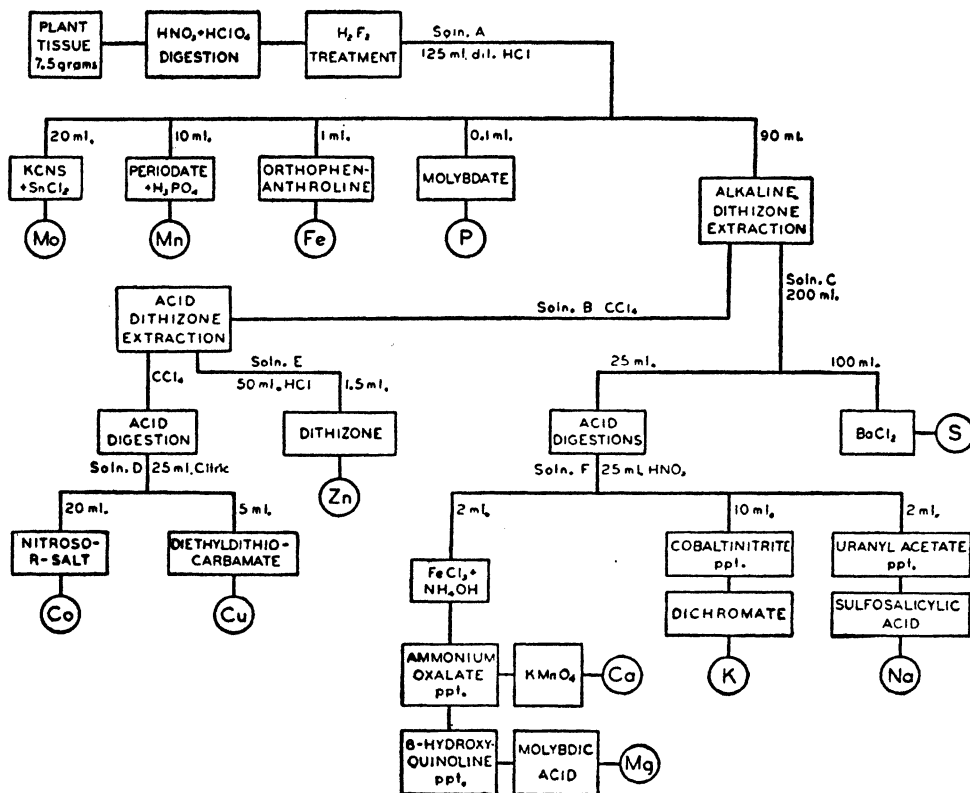 PLANT
TISSUE
7.5 grams
HNO3+HClO4
DIGESTION
H2F2
TREATMENT
Soln. A
125 ml. dil. HCl
20 ml.
10 ml.
1 ml.
0.1 ml.
90 ml.
KCNS
+SnCl2
PERIODATE
+H3PO4
ORTHOPHEN-
ANTHROLINE
MOLYBDATE
ALKALINE
DITHIZONE
EXTRACTION
Mo
Mn
Fe
P
Soln. C
200 ml.
ACID
DITHIZONE
EXTRACTION
Soln. B CCl4
CCl4
Soln. E
50 ml. HCl
1.5 ml.
25 ml.
100 ml.
ACID
DIGESTION
DITHIZONE
ACID
DIGESTIONS
BaCl2
S
Soln. D
25 ml. Citric
Zn
Soln. F
25 ml. HNO3
20 ml.
5 ml.
2 ml.
10 ml.
2 ml.
NITROSO-
R-SALT
DIETHYLDITHIO-
CARBAMATE
FeCl3+
NH4OH
COBALTINITRITE
ppt.
URANYL ACETATE
ppt.
Co
Cu
DICHROMATE
SULFOSALICYLIC
ACID
AMMONIUM
OXALATE
ppt.
KMnO4
Ca
K
Na
8-HYDROXY-
QUINOLINE
ppt.
MOLYBDIC
ACID
Mg